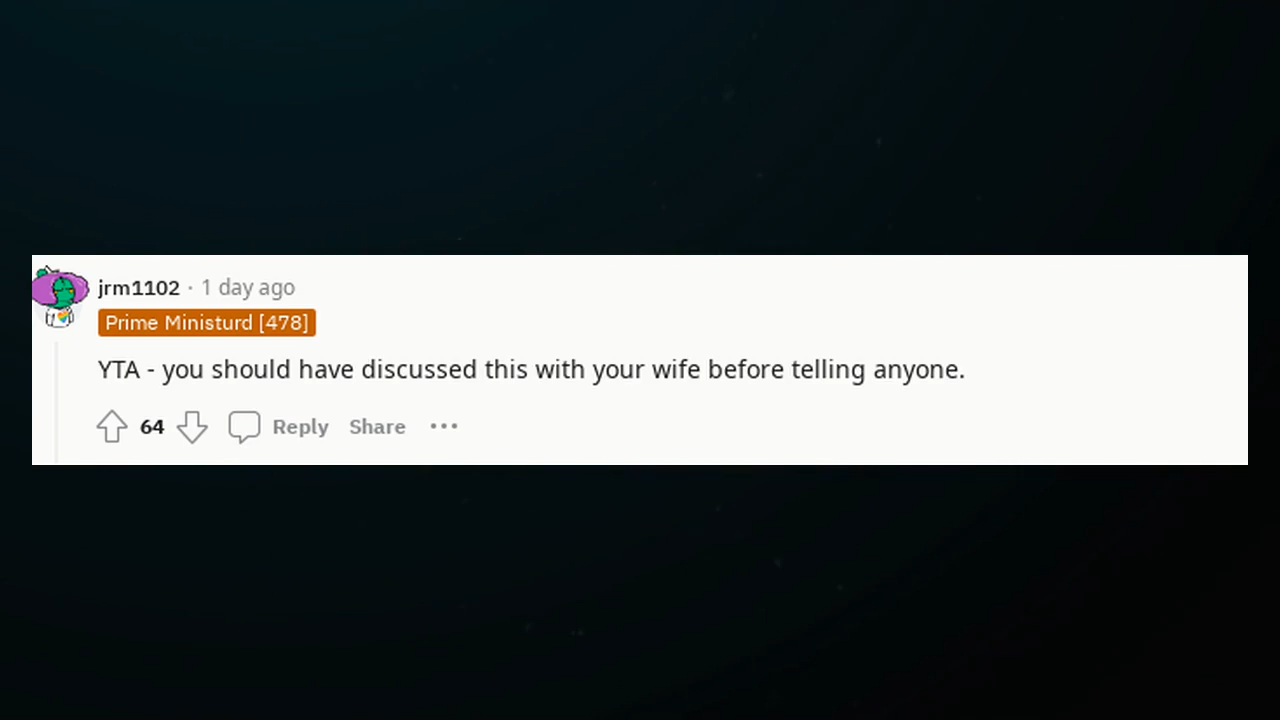 jrm1102 · 1 day ago
Prime Ministurd [478]
YTA - you should have discussed this with your wife before telling anyone.
64 Reply Share ···